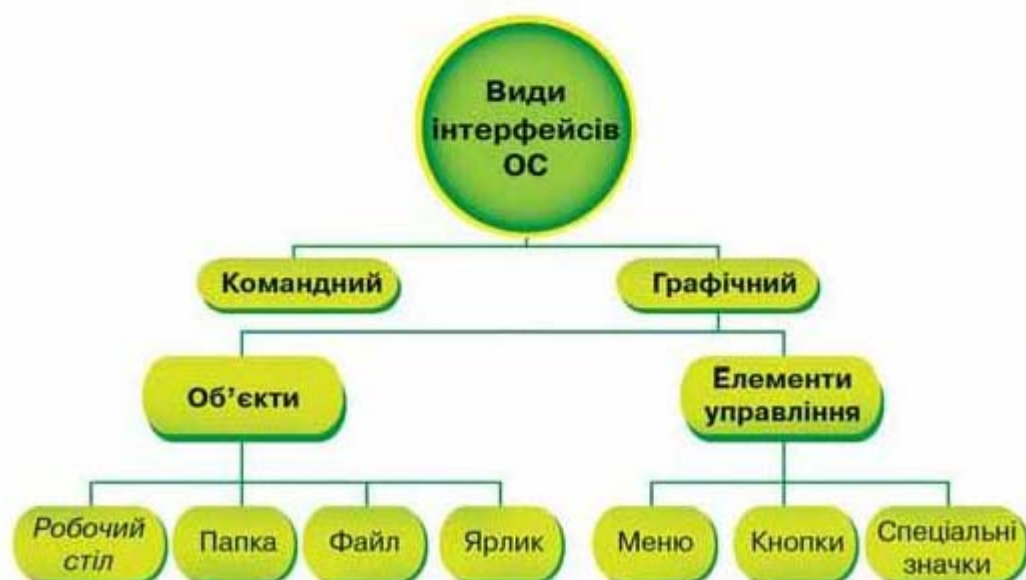 Види
інтерфейсів
ОС
Командний
Графічний
Об’єкти
Елементи
управління
Робочий
стіл
Папка
Файл
Ярлик
Меню
Кнопки
Спеціальні
значки